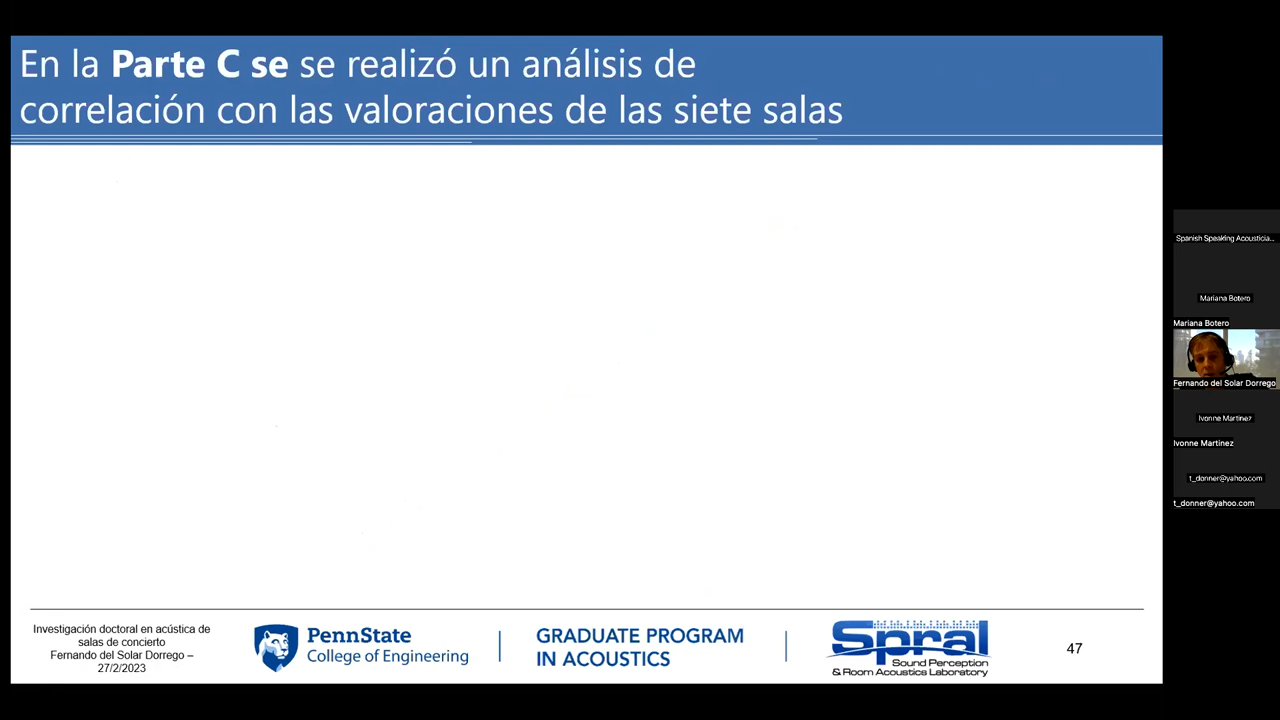 En la Parte C se se realizó un análisis de
correlación con las valoraciones de las siete salas
Spanish Speaking Acousticia...
Mariana Botero
Mariana Botero
Fernando del Solar Dorrego
Ivonne Martinez
Ivonne Martinez
t_donner@yahoo.com
t_donner@yahoo.com
Investigación doctoral en acústica de
salas de concierto
Fernando del Solar Dorrego –
27/2/2023
PennState
College of Engineering
GRADUATE PROGRAM
IN ACOUSTICS
Spral
Sound Perception
& Room Acoustics Laboratory
47